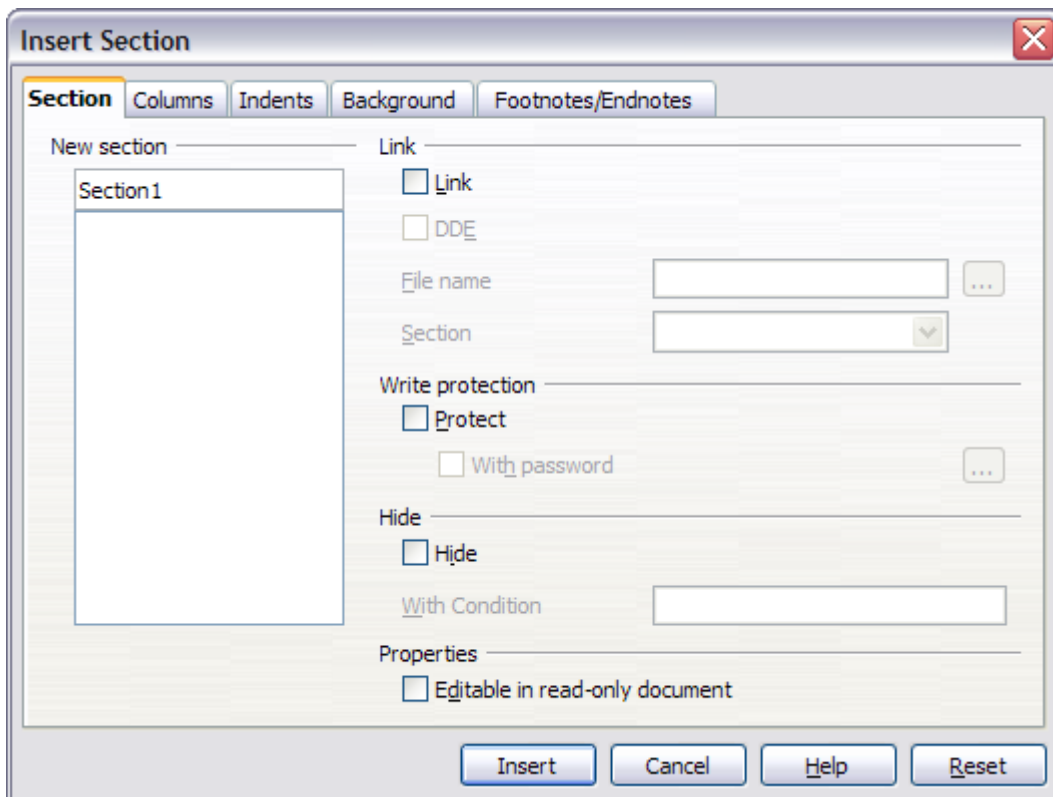 Insert Section
Section Columns Indents Background Footnotes/Endnotes
New section
Section1
Link
Link
DDE
File name ...
Section
Write protection
Protect
With password ...
Hide
Hide
With Condition
Properties
Editable in read-only document
Insert Cancel Help Reset